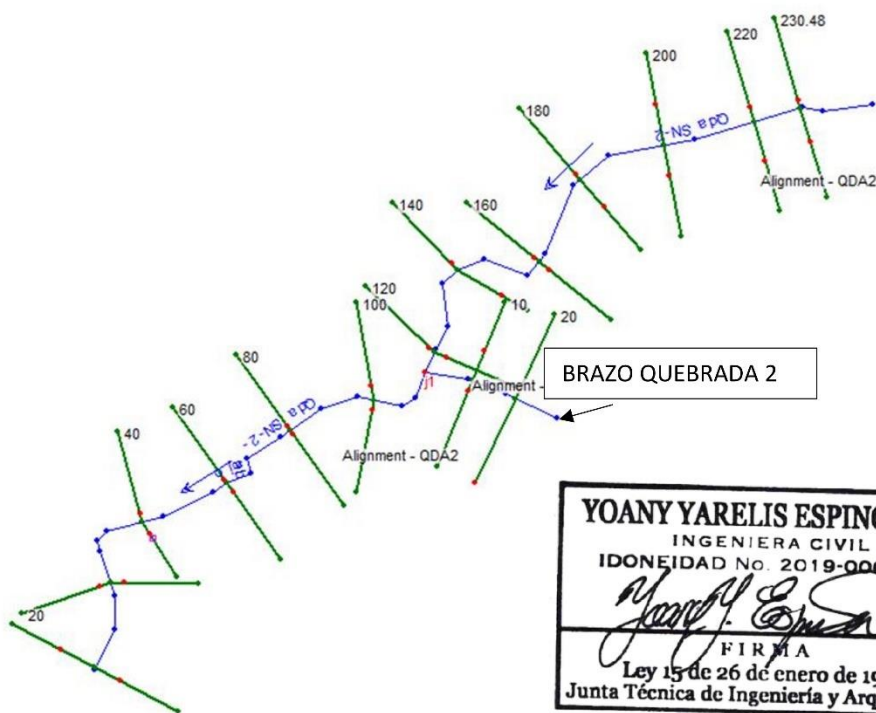 230.48
220
200
180
Qda SN-2
Alignment - QDA2
140
160
120
100
10,
20
j1
Alignment -
BRAZO QUEBRADA 2
80
Qda SN-2-
60
40
Alignment - QDA2
20
YOANY YARELIS ESPINO
INGENIERA CIVIL
IDONEIDAD No. 2019-00
Yoany Y.
FIRMA
Ley 15 de 26 de enero de 19
Junta Técnica de Ingeniería y Arq